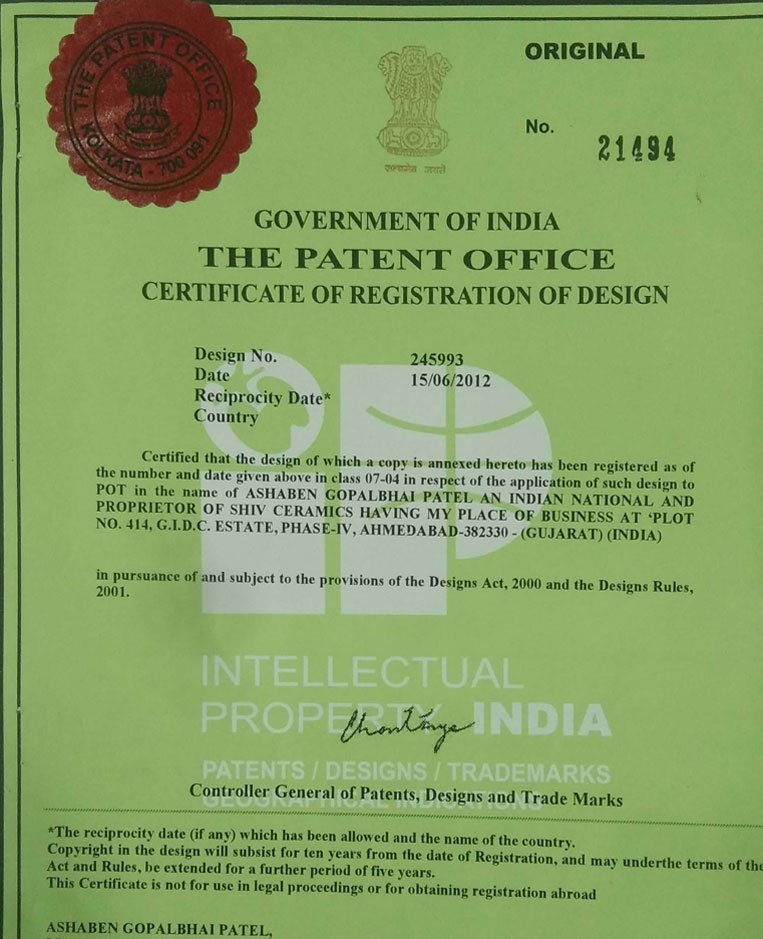 THE PATENT OFFICE
KOLKATA - 700 091
सत्यमेव जयते
ORIGINAL
No. 21494
GOVERNMENT OF INDIA
THE PATENT OFFICE
CERTIFICATE OF REGISTRATION OF DESIGN
Design No. 245993
Date 15/06/2012
Reciprocity Date*
Country
Certified that the design of which a copy is annexed hereto has been registered as of
the number and date given above in class 07-04 in respect of the application of such design to
POT in the name of ASHABEN GOPALBHAI PATEL AN INDIAN NATIONAL AND
PROPRIETOR OF SHIV CERAMICS HAVING MY PLACE OF BUSINESS AT ‘PLOT
NO. 414, G.I.D.C. ESTATE, PHASE-IV, AHMEDABAD-382330 - (GUJARAT) (INDIA)
in pursuance of and subject to the provisions of the Designs Act, 2000 and the Designs Rules,
2001.
iP
INTELLECTUAL
PROPERTY INDIA
PATENTS / DESIGNS / TRADEMARKS
GEOGRAPHICAL INDICATIONS
Controller General of Patents, Designs and Trade Marks
*The reciprocity date (if any) which has been allowed and the name of the country.
Copyright in the design will subsist for ten years from the date of Registration, and may underthe terms of the
Act and Rules, be extended for a further period of five years.
This Certificate is not for use in legal proceedings or for obtaining registration abroad
ASHABEN GOPALBHAI PATEL,